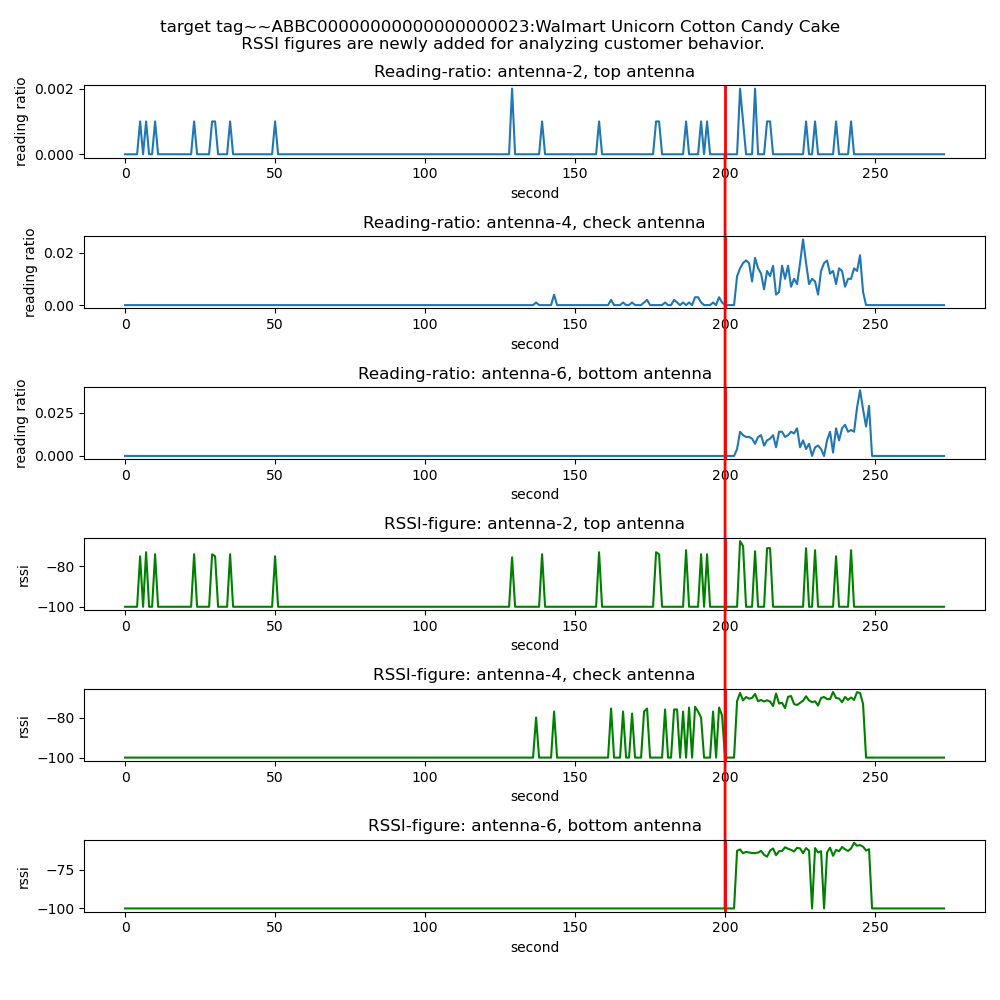 target tag~~ABBC00000000000000000023:Walmart Unicorn Cotton Candy Cake
RSSI figures are newly added for analyzing customer behavior.
Reading-ratio: antenna-2, top antenna
reading ratio
0.002
0.000
0 50 100 150 200 250
second
Reading-ratio: antenna-4, check antenna
reading ratio
0.02
0.00
0 50 100 150 200 250
second
Reading-ratio: antenna-6, bottom antenna
reading ratio
0.025
0.000
0 50 100 150 200 250
second
RSSI-figure: antenna-2, top antenna
rssi
−80
−100
0 50 100 150 200 250
second
RSSI-figure: antenna-4, check antenna
rssi
−80
−100
0 50 100 150 200 250
second
RSSI-figure: antenna-6, bottom antenna
rssi
−75
−100
0 50 100 150 200 250
second